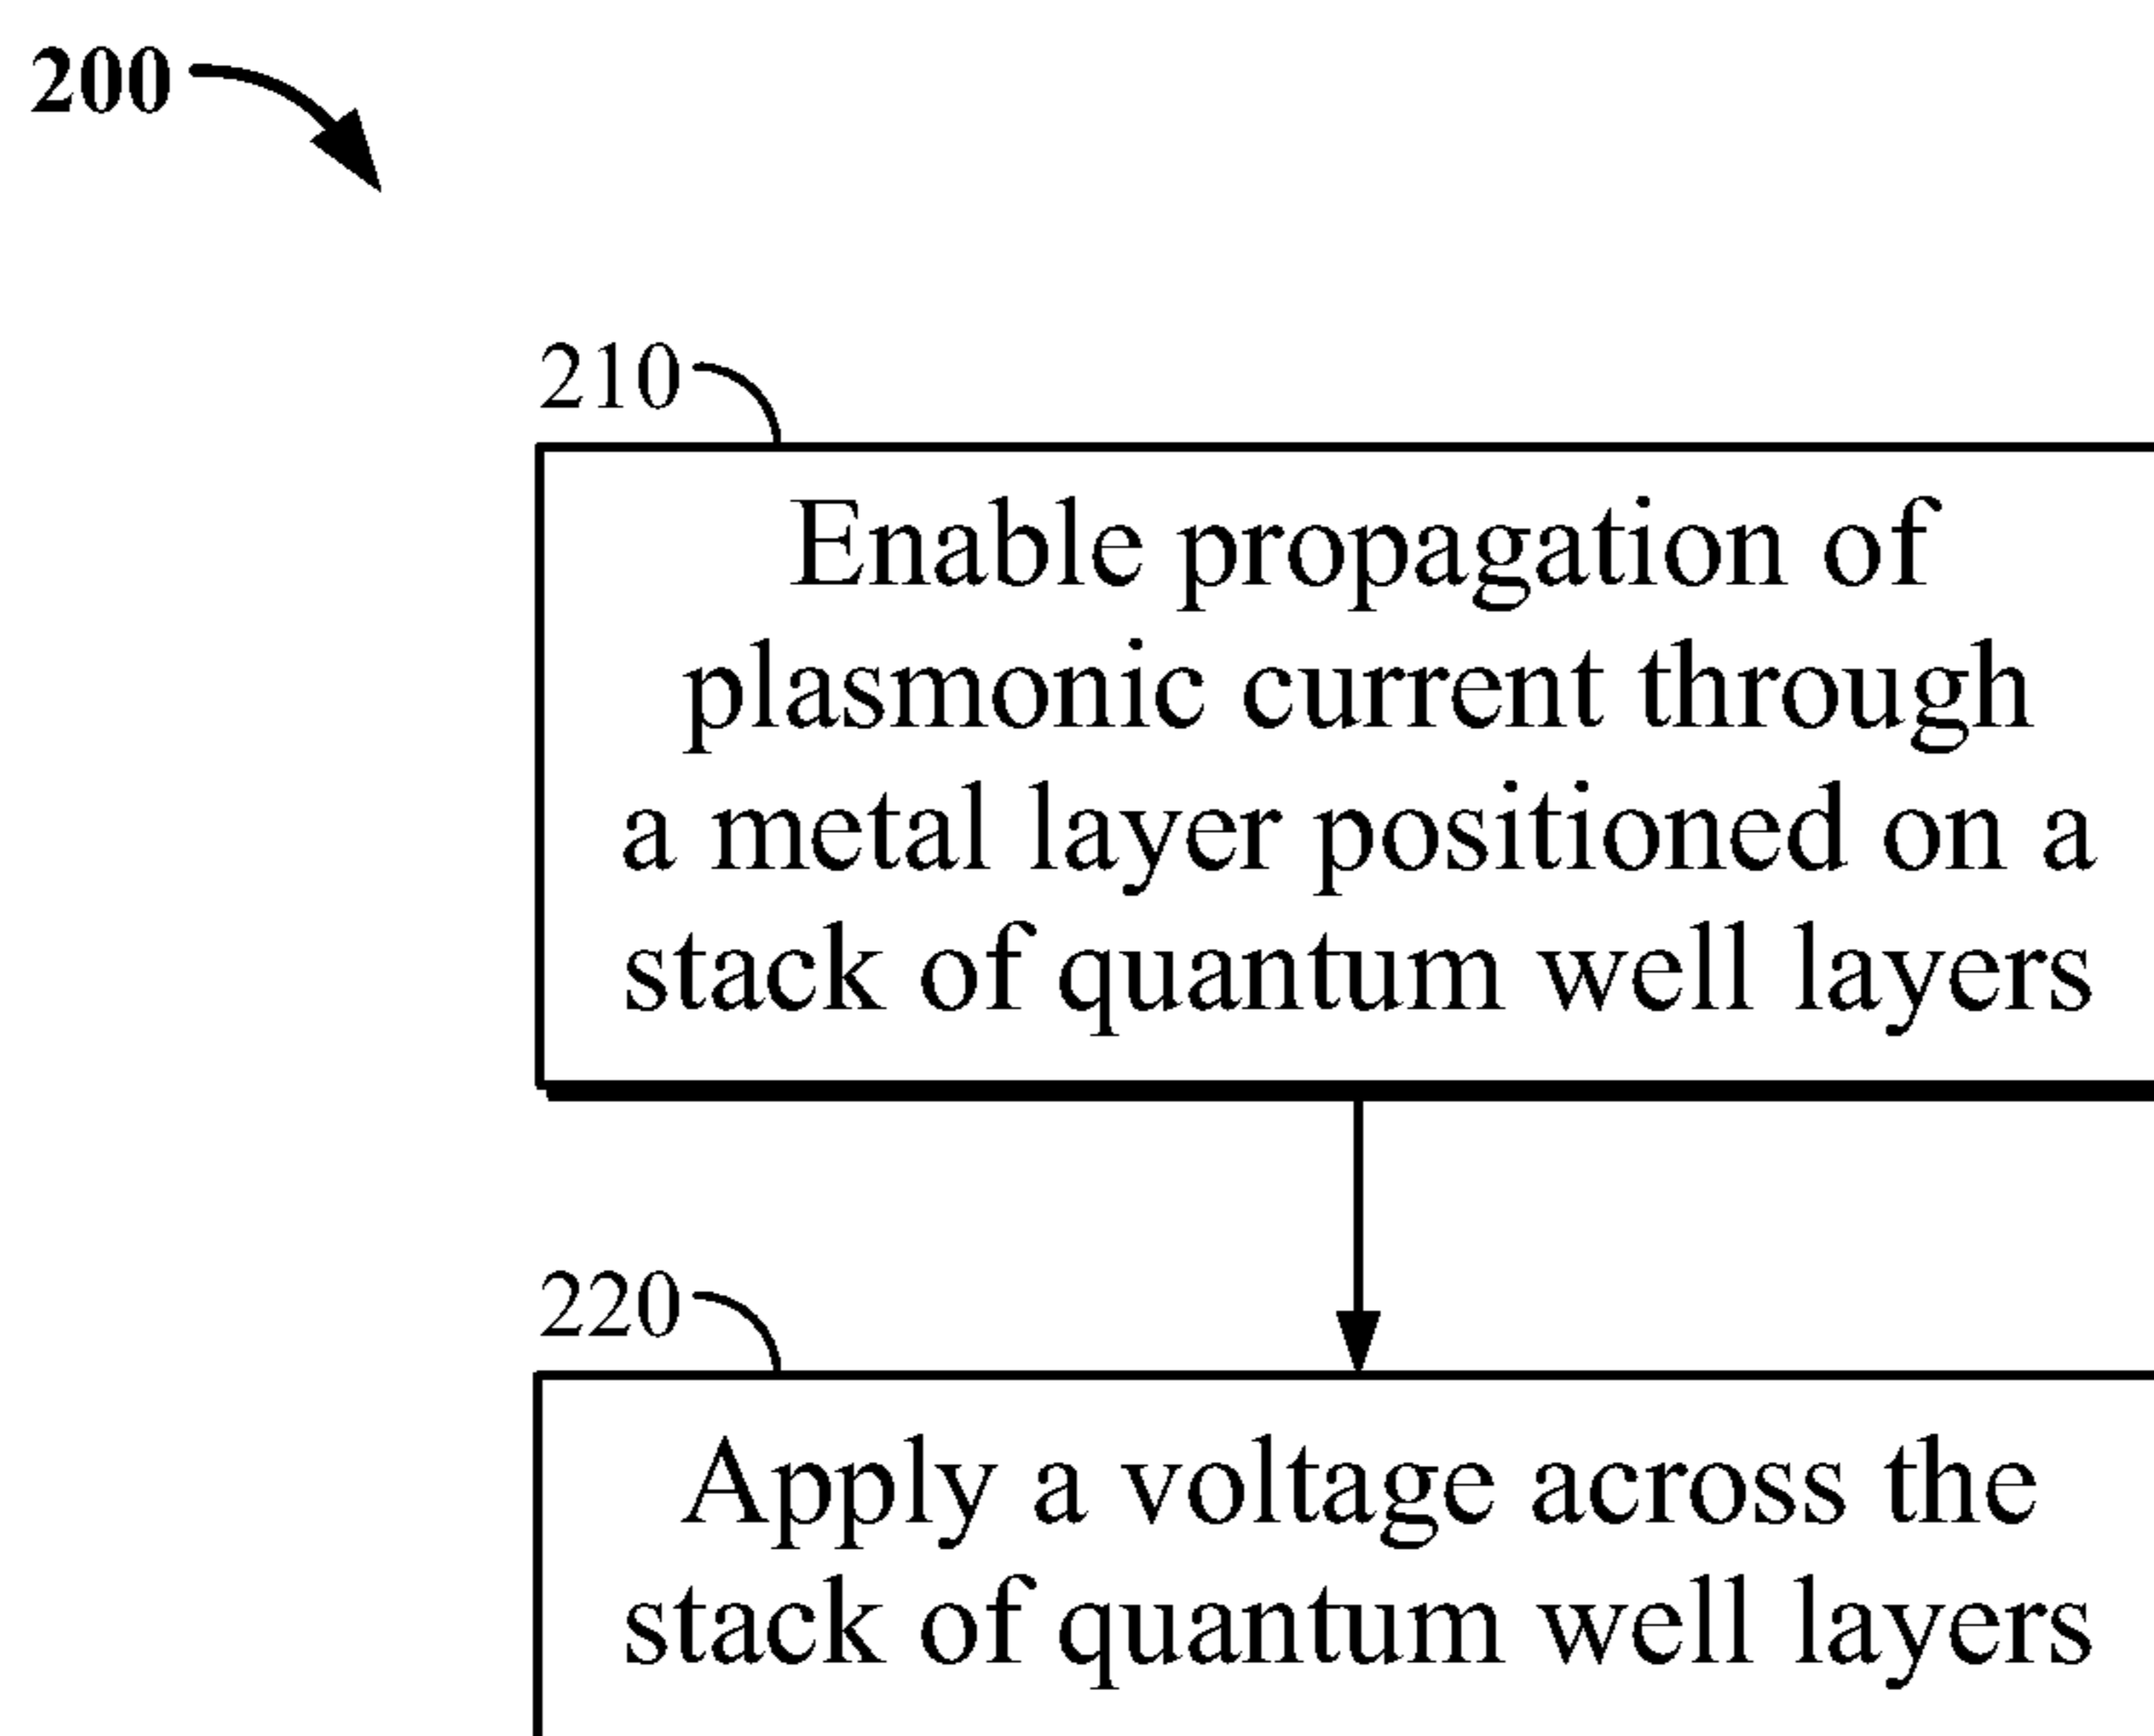 200
210
Enable propagation of
plasmonic current through
a metal layer positioned on a
stack of quantum well layers
220
Apply a voltage across the
stack of quantum well layers